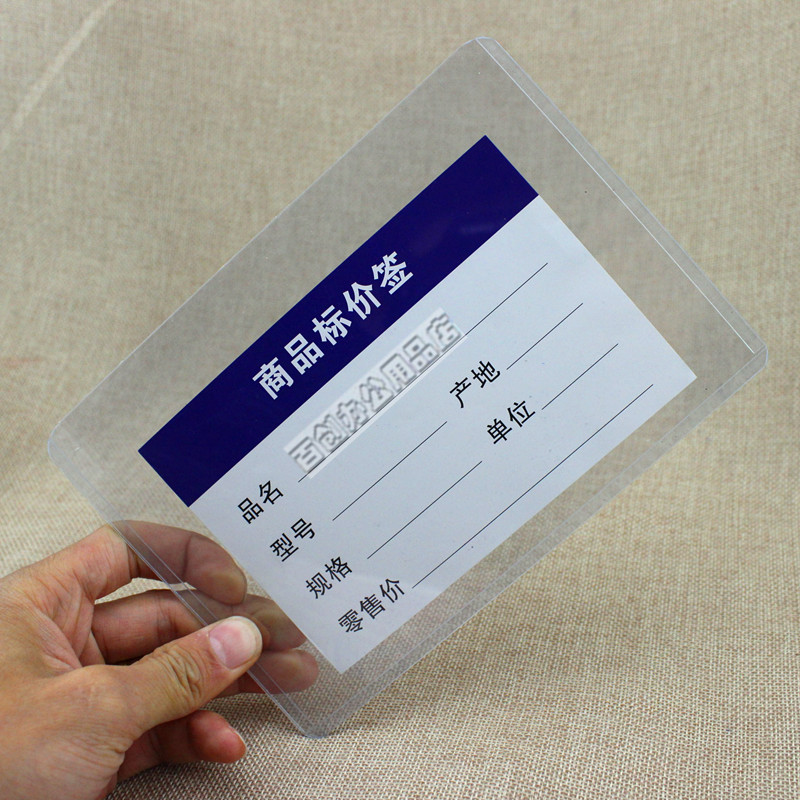 商品标价签
百创办公用品店
品名
型号 产地
规格 单位
零售价